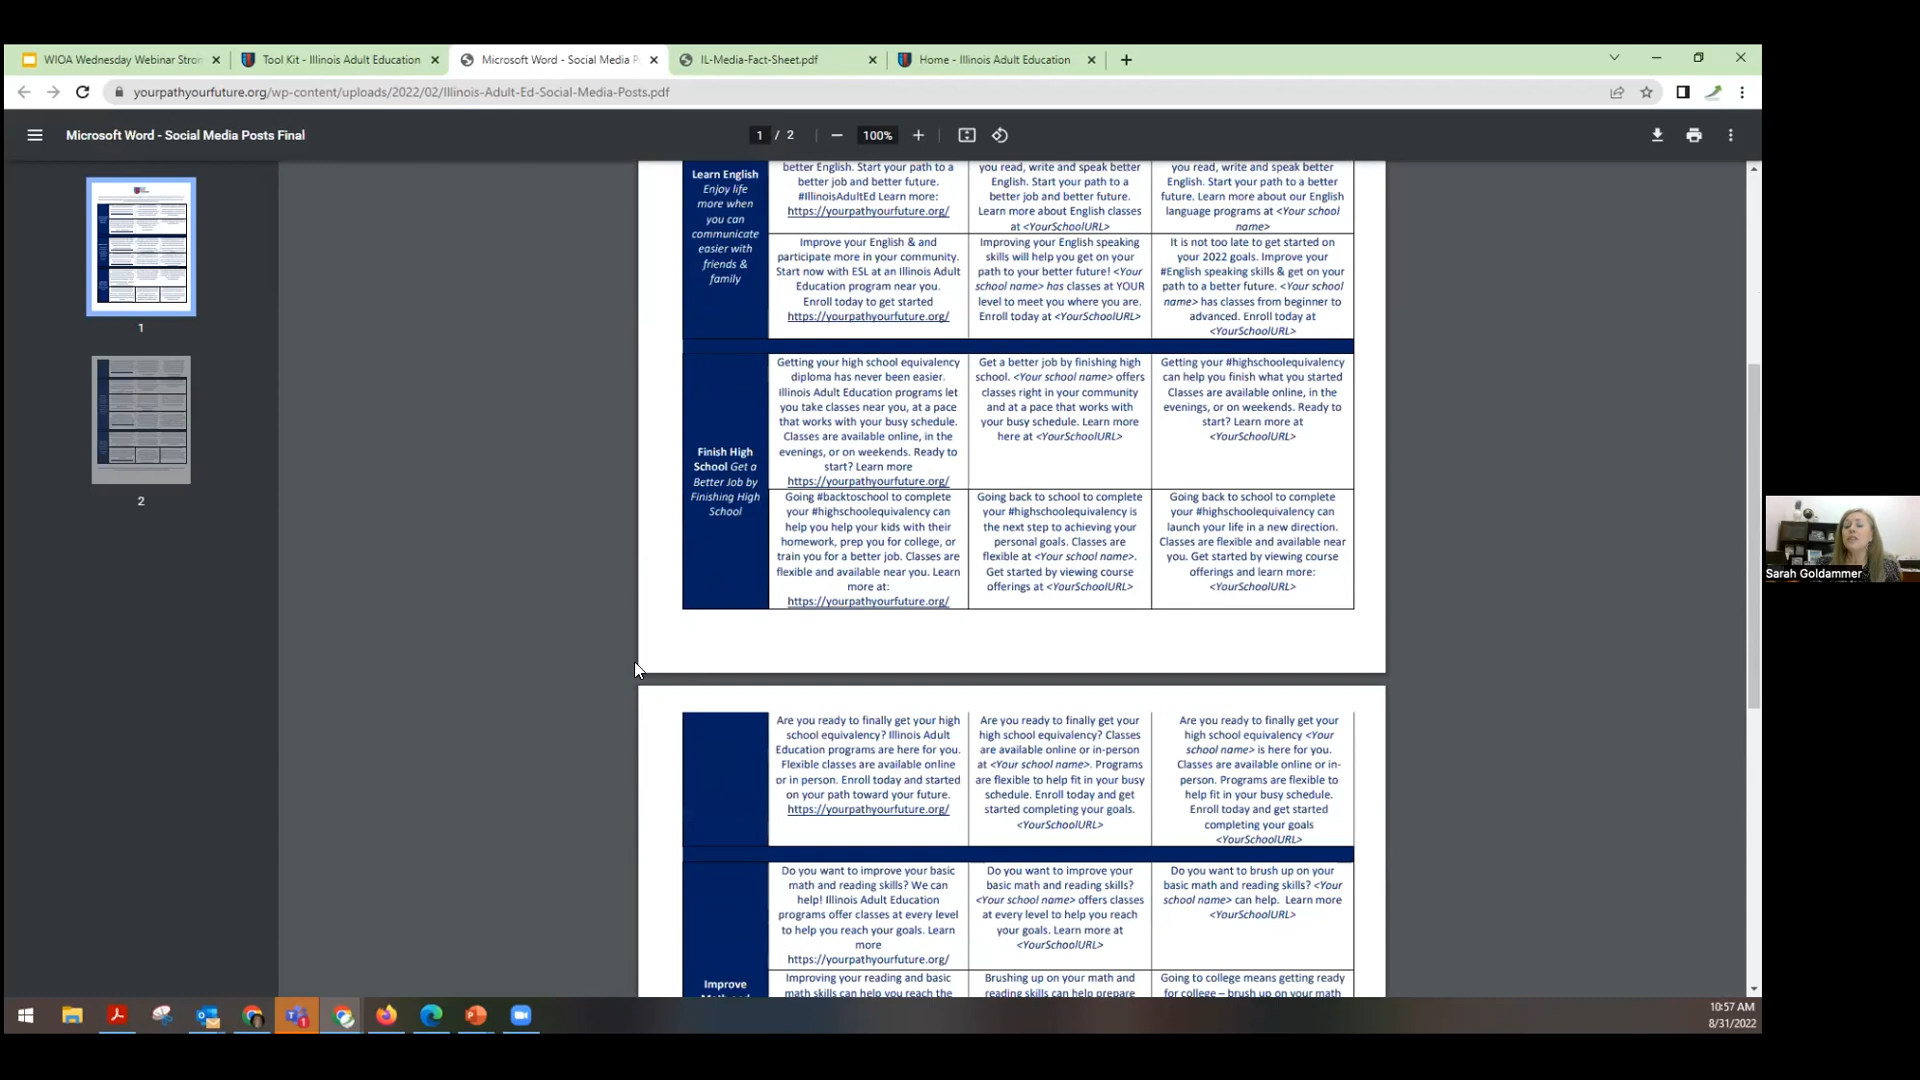 WIOA Wednesday Webinar Stron
Tool Kit - Illinois Adult Education
Microsoft Word - Social Media P
IL-Media-Fact-Sheet.pdf
Home - Illinois Adult Education
yourpathyourfuture.org/wp-content/uploads/2022/02/Illinois-Adult-Ed-Social-Media-Posts.pdf
Microsoft Word - Social Media Posts Final
1 / 2
100%
1
2
Learn English
Enjoy life
more when
you can
communicate
easier with
friends &
family
better English. Start your path to a
better job and better future.
#IllinoisAdultEd Learn more:
https://yourpathyourfuture.org/
you read, write and speak better
English. Start your path to a
better job and better future.
Learn more about English classes
at <YourSchoolURL>
you read, write and speak better
English. Start your path to a better
future. Learn more about our English
language programs at <Your school
name>
Improve your English & and
participate more in your community.
Start now with ESL at an Illinois Adult
Education program near you.
Enroll today to get started
https://yourpathyourfuture.org/
Improving your English speaking
skills will help you get on your
path to your better future! <Your
school name> has classes at YOUR
level to meet you where you are.
Enroll today at <YourSchoolURL>
It is not too late to get started on
your 2022 goals. Improve your
#English speaking skills & get on your
path to a better future. <Your school
name> has classes from beginner to
advanced. Enroll today at
<YourSchoolURL>
Finish High
School Get a
Better Job by
Finishing High
School
Getting your high school equivalency
diploma has never been easier.
Illinois Adult Education programs let
you take classes near you, at a pace
that works with your busy schedule.
Classes are available online, in the
evenings, or on weekends. Ready to
start? Learn more
https://yourpathyourfuture.org/
Get a better job by finishing high
school. <Your school name> offers
classes right in your community
and at a pace that works with
your busy schedule. Learn more
here at <YourSchoolURL>
Getting your #highschoolequivalency
can help you finish what you started
Classes are available online, in the
evenings, or on weekends. Ready to
start? Learn more at
<YourSchoolURL>
Going #backtoschool to complete
your #highschoolequivalency can
help you help your kids with their
homework, prep you for college, or
train you for a better job. Classes are
flexible and available near you. Learn
more at:
https://yourpathyourfuture.org/
Going back to school to complete
your #highschoolequivalency is
the next step to achieving your
personal goals. Classes are
flexible at <Your school name>.
Get started by viewing course
offerings at <YourSchoolURL>
Going back to school to complete
your #highschoolequivalency can
launch your life in a new direction.
Classes are flexible and available near
you. Get started by viewing course
offerings and learn more:
<YourSchoolURL>
Are you ready to finally get your high
school equivalency? Illinois Adult
Education programs are here for you.
Flexible classes are available online
or in person. Enroll today and started
on your path toward your future.
https://yourpathyourfuture.org/
Are you ready to finally get your
high school equivalency? Classes
are available online or in-person
at <Your school name>. Programs
are flexible to help fit in your busy
schedule. Enroll today and get
started completing your goals.
<YourSchoolURL>
Are you ready to finally get your
high school equivalency <Your
school name> is here for you.
Classes are available online or in-
person. Programs are flexible to
help fit in your busy schedule.
Enroll today and get started
completing your goals
<YourSchoolURL>
Do you want to improve your basic
math and reading skills? We can
help! Illinois Adult Education
programs offer classes at every level
to help you reach your goals. Learn
more
https://yourpathyourfuture.org/
Do you want to improve your
basic math and reading skills?
<Your school name> offers classes
at every level to help you reach
your goals. Learn more at
<YourSchoolURL>
Do you want to brush up on your
basic math and reading skills? <Your
school name> can help. Learn more
<YourSchoolURL>
Improve
Improving your reading and basic
math skills can help you reach the
Brushing up on your math and
reading skills can help prepare
Going to college means getting ready
for college – brush up on your math
Sarah Goldammer
10:57 AM
8/31/2022